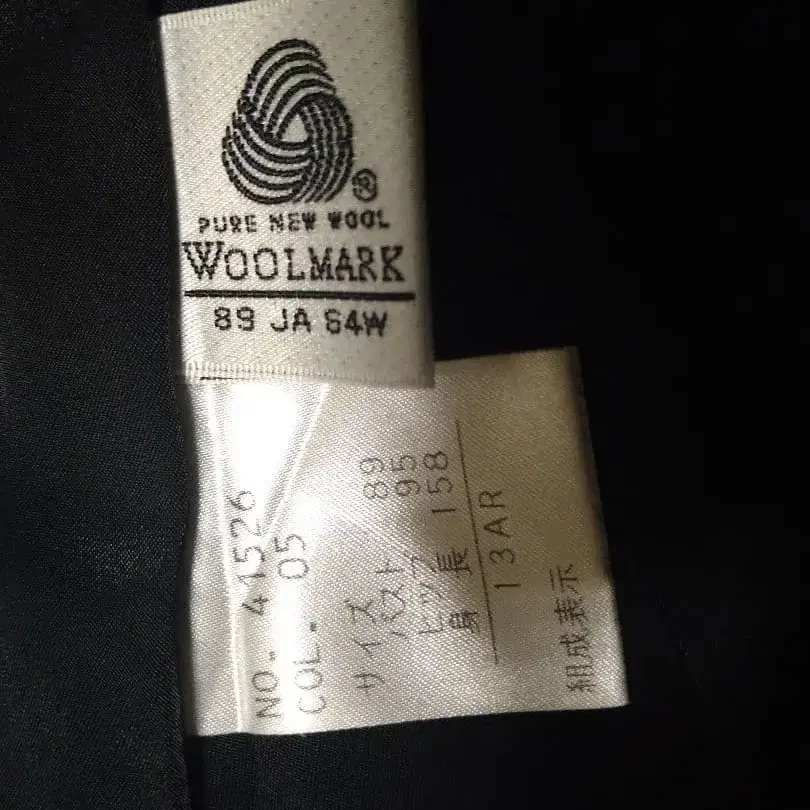 ®
PURE NEW WOOL
WOOLMARK
89 JA S4W
NO. 41526
COL. 05
サイズ
バスト 89
ヒップ 95
身長 158
13AR
組成表示